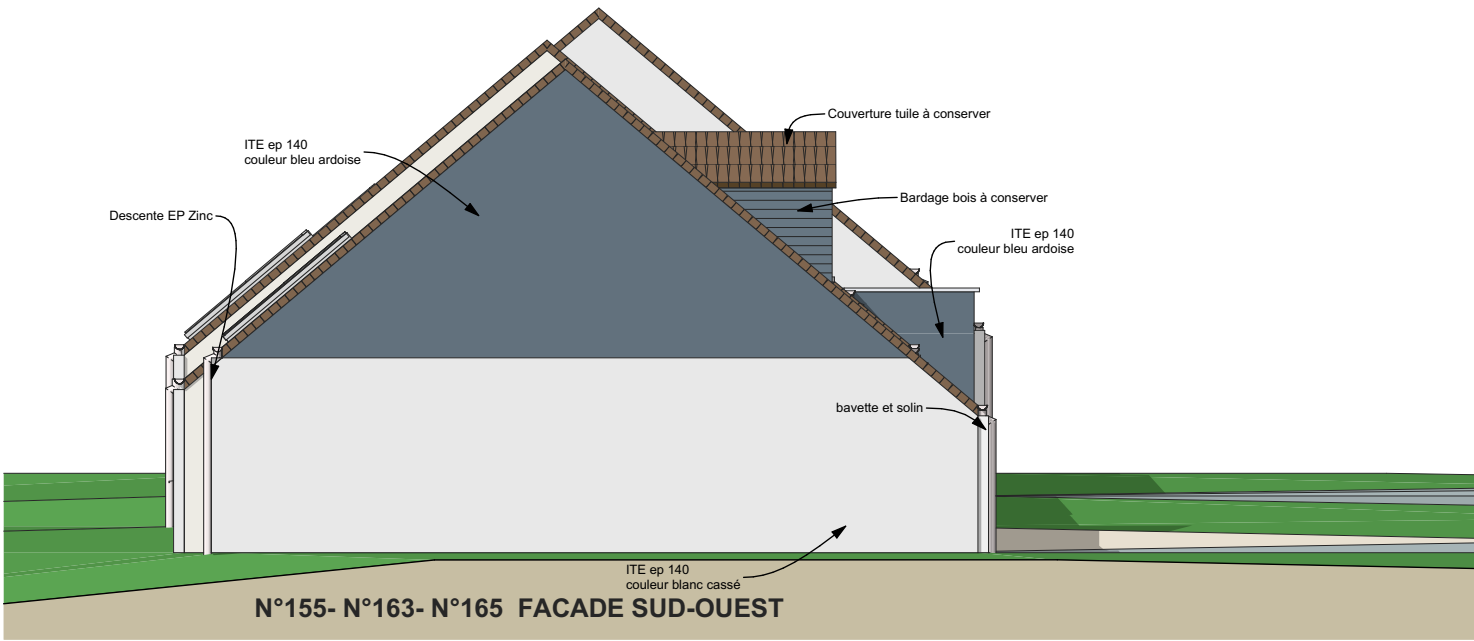 Couverture tuile à conserver
ITE ep 140
couleur bleu ardoise
Bardage bois à conserver
Descente EP Zinc
ITE ep 140
couleur bleu ardoise
bavette et solin
ITE ep 140
couleur blanc cassé
N°155- N°163- N°165 FACADE SUD-OUEST